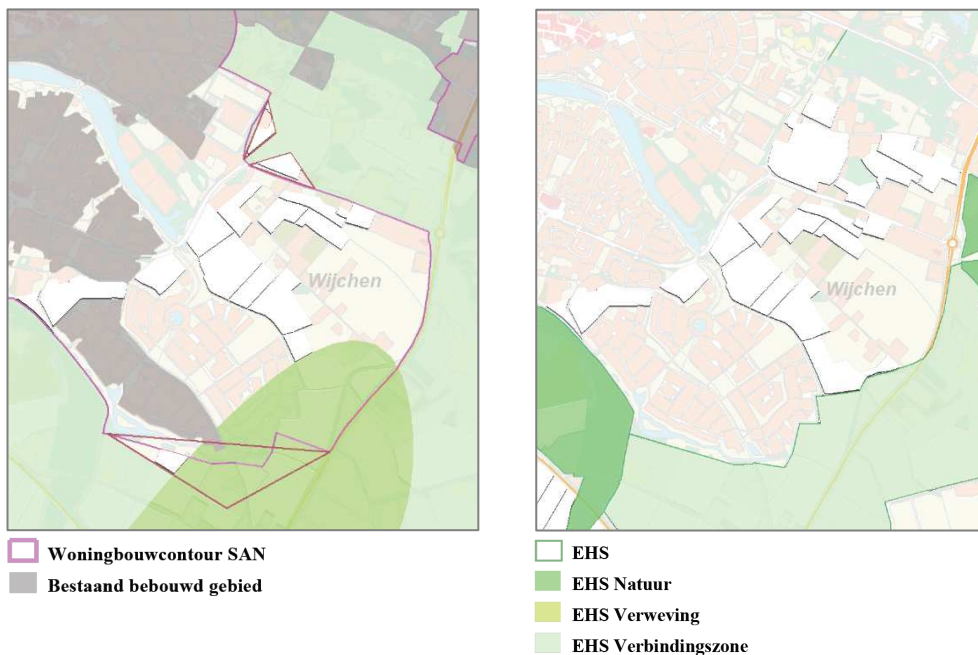 Wijchen
Wijchen
Woningbouwcontour SAN
Bestaand bebouwd gebied
EHS
EHS Natuur
EHS Verweving
EHS Verbindingszone